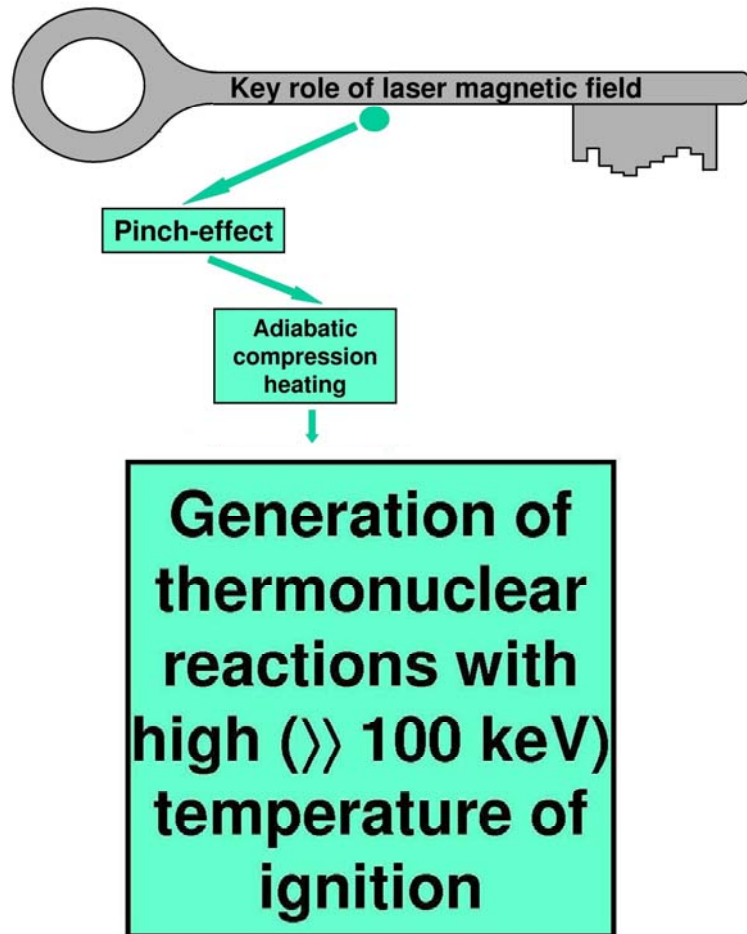 Key role of laser magnetic field
Pinch-effect
Adiabatic
compression
heating
Generation of
thermonuclear
reactions with
high (⟩⟩ 100 keV)
temperature of
ignition